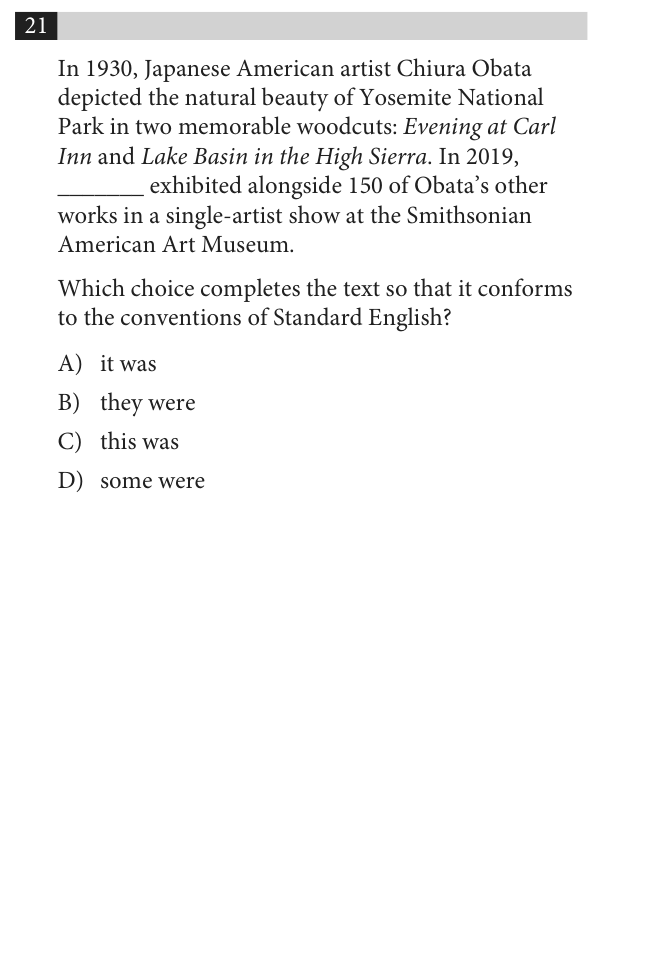 21
In 1930, Japanese American artist Chiura Obata
depicted the natural beauty of Yosemite National
Park in two memorable woodcuts: Evening at Carl
Inn and Lake Basin in the High Sierra. In 2019,
_______ exhibited alongside 150 of Obata’s other
works in a single-artist show at the Smithsonian
American Art Museum.
Which choice completes the text so that it conforms
to the conventions of Standard English?
A) it was
B) they were
C) this was
D) some were